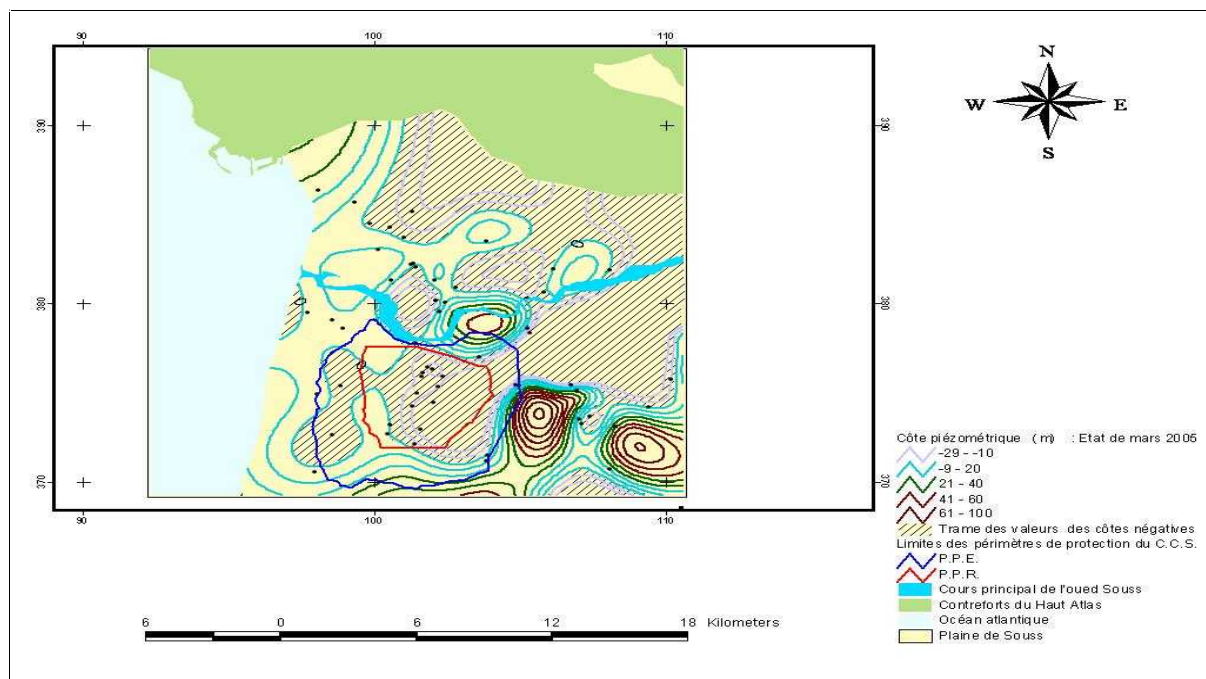 90 100 110
N
W E
S
390 390
380 380
Côte piézométrique (m) : Etat de mars 2005
-29 - -10
-9 - 20
21 - 40
41 - 60
61 - 100
Trame des valeurs des côtes négatives
Limites des périmètres de protection du C.C.S.
P.P.E.
P.P.R.
Cours principal de l'oued Souss
Contreforts du Haut Atlas
Océan atlantique
Plaine de Souss
370 370
90 100 110
6 0 6 12 18 Kilometers